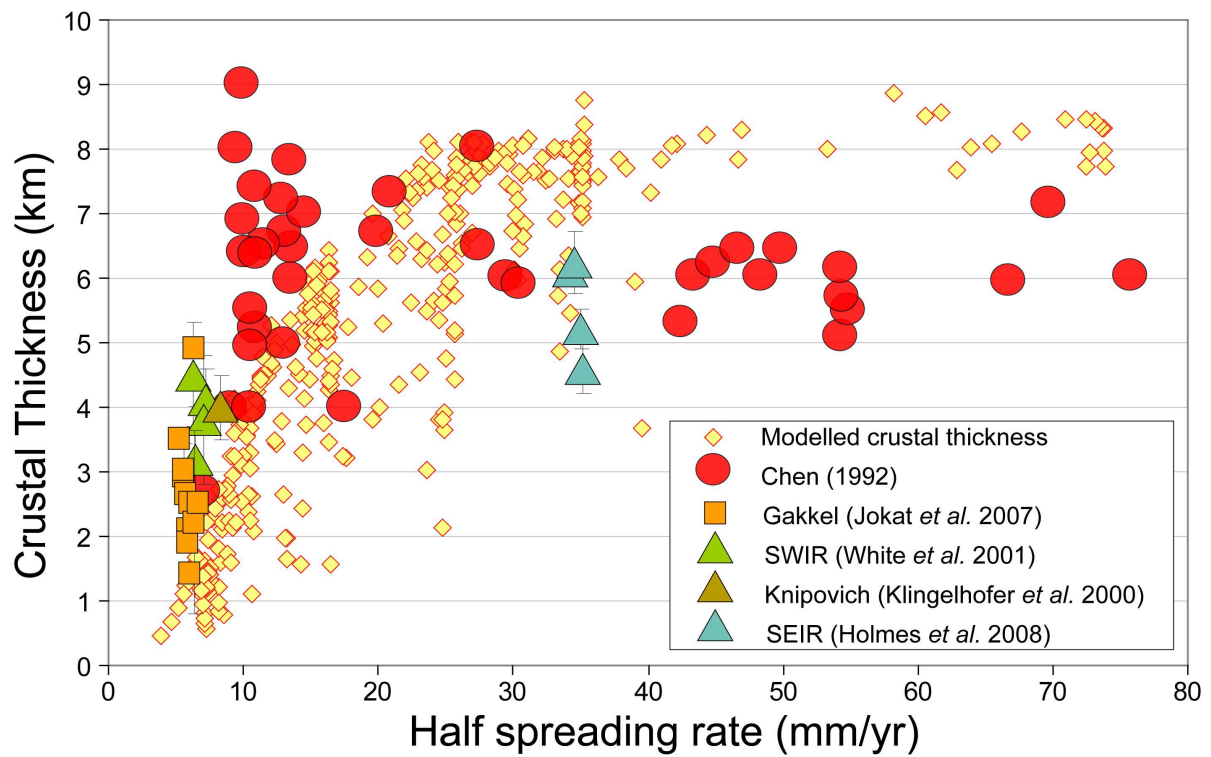 10
9
8
7
6
5
4
3
2
1
0
Crustal Thickness (km)
Modelled crustal thickness
Chen (1992)
Gakkel (Jokat et al. 2007)
SWIR (White et al. 2001)
Knipovich (Klingelhofer et al. 2000)
SEIR (Holmes et al. 2008)
0 10 20 30 40 50 60 70 80
Half spreading rate (mm/yr)